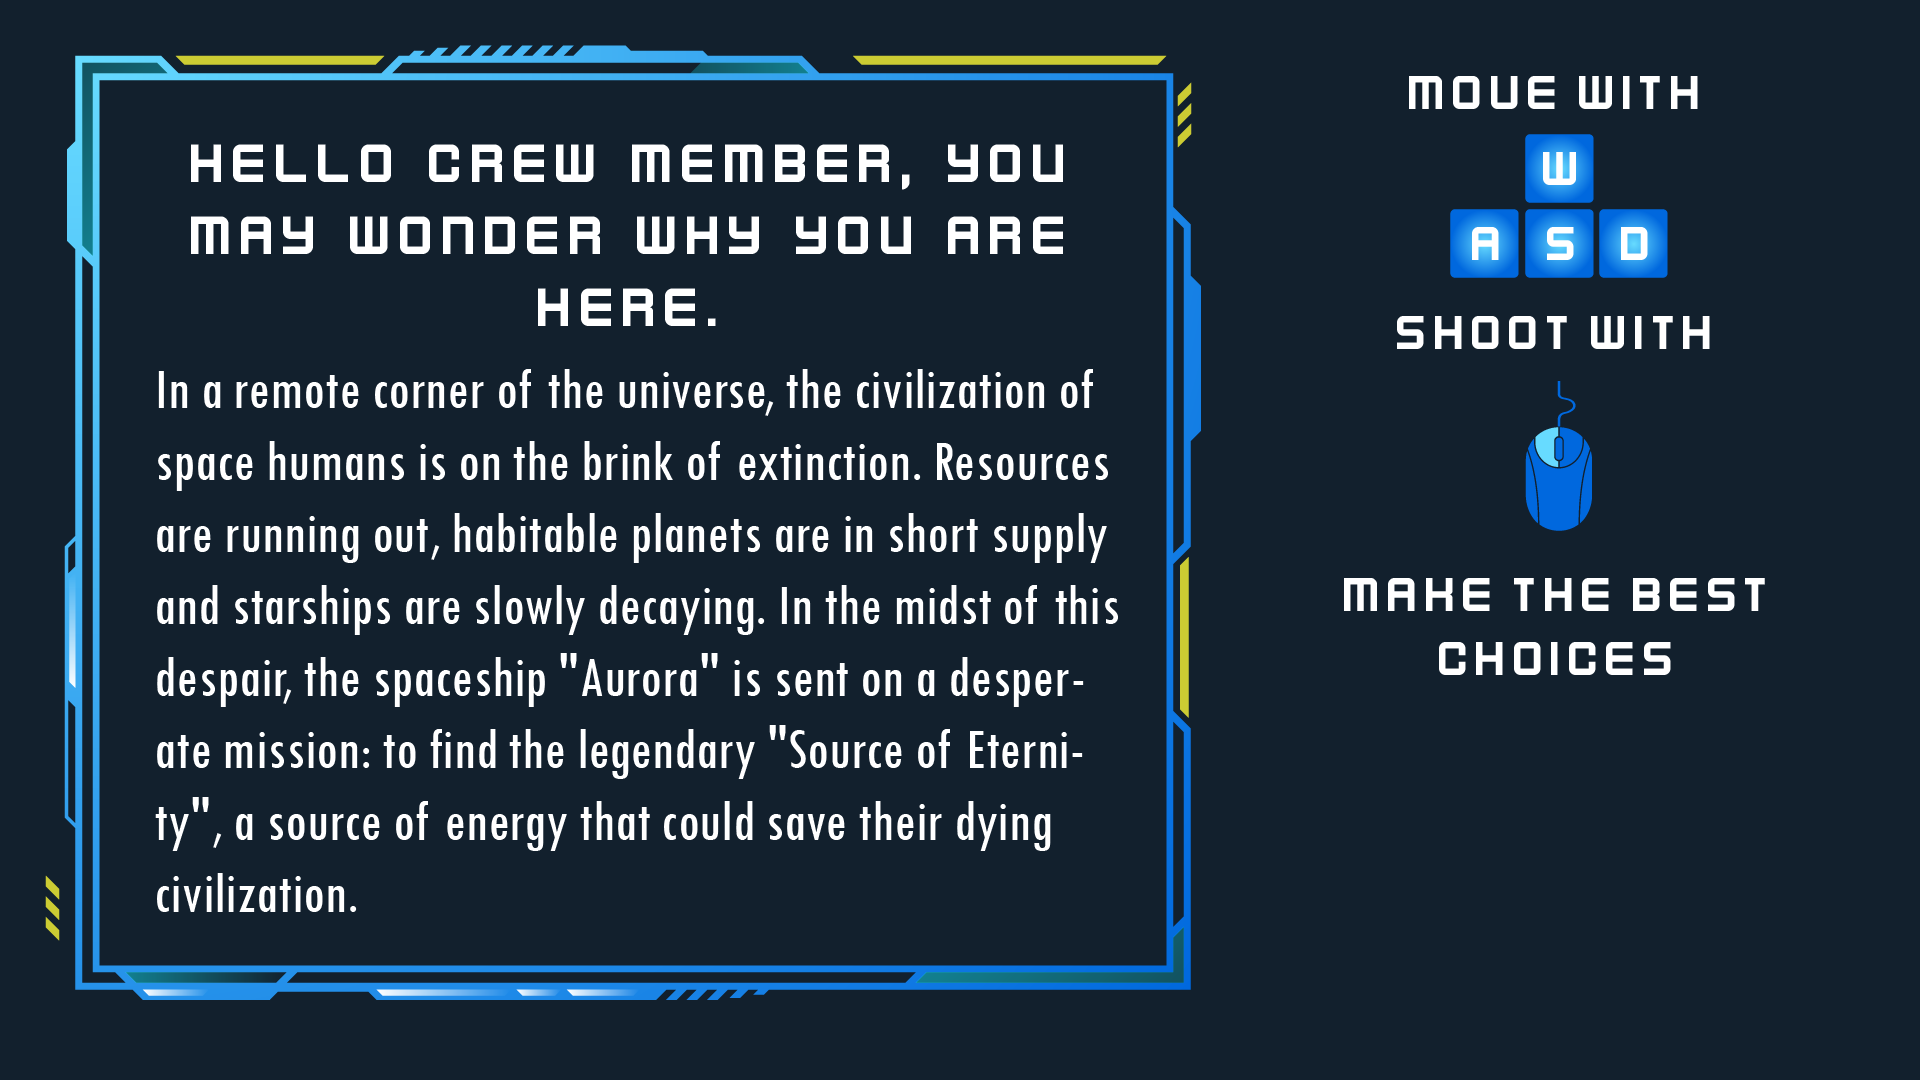 HELLO CREW MEMBER, YOU
MAY WONDER WHY YOU ARE
HERE.
In a remote corner of the universe, the civilization of
space humans is on the brink of extinction. Resources
are running out, habitable planets are in short supply
and starships are slowly decaying. In the midst of this
despair, the spaceship "Aurora" is sent on a desper-
ate mission: to find the legendary "Source of Eterni-
ty", a source of energy that could save their dying
civilization.
MOVE WITH
W
A S D
SHOOT WITH
MAKE THE BEST
CHOICES